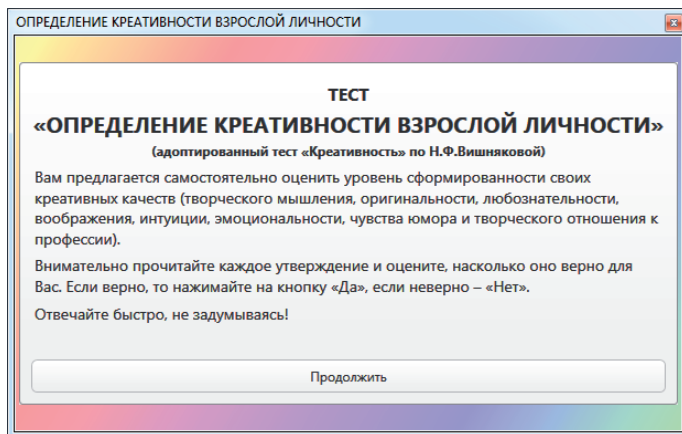 ОПРЕДЕЛЕНИЕ КРЕАТИВНОСТИ ВЗРОСЛОЙ ЛИЧНОСТИ
ТЕСТ
«ОПРЕДЕЛЕНИЕ КРЕАТИВНОСТИ ВЗРОСЛОЙ ЛИЧНОСТИ»
(адоптированный тест «Креативность» по Н.Ф.Вишняковой)
Вам предлагается самостоятельно оценить уровень сформированности своих
креативных качеств (творческого мышления, оригинальности, любознательности,
воображения, интуиции, эмоциональности, чувства юмора и творческого отношения к
профессии).
Внимательно прочитайте каждое утверждение и оцените, насколько оно верно для
Вас. Если верно, то нажимайте на кнопку «Да», если неверно – «Нет».
Отвечайте быстро, не задумываясь!
Продолжить